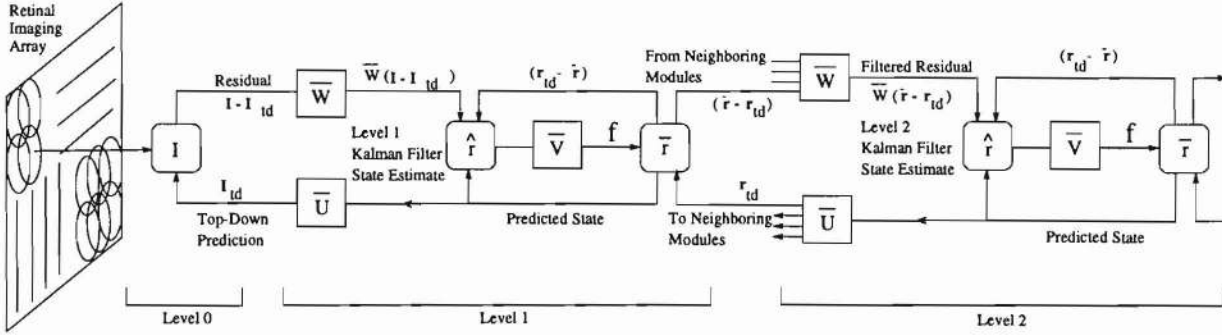 Retinal
Imaging
Array
Residual
I - I td
W̅
W̅ (I - I td )
(r td - r̅)
From Neighboring
Modules
(r̅ - r td)
W̅
Filtered Residual
W̅ (r̅ - r td)
(r td - r̅)
I
Level 1
Kalman Filter
State Estimate
r̂
V̅
f
r̅
Level 2
Kalman Filter
State Estimate
r̂
V̅
f
r̅
I td
Top-Down
Prediction
U̅
Predicted State
r td
To Neighboring
Modules
U̅
Predicted State
Level 0
Level 1
Level 2